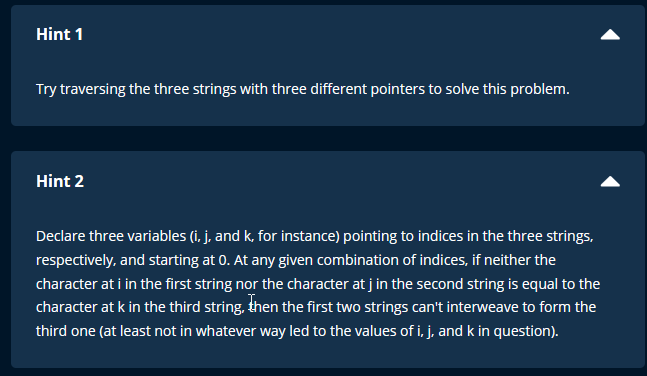 Hint 1
Try traversing the three strings with three different pointers to solve this problem.
Hint 2
Declare three variables (i, j, and k, for instance) pointing to indices in the three strings,
respectively, and starting at 0. At any given combination of indices, if neither the
character at i in the first string nor the character at j in the second string is equal to the
character at k in the third string, then the first two strings can't interweave to form the
third one (at least not in whatever way led to the values of i, j, and k in question).